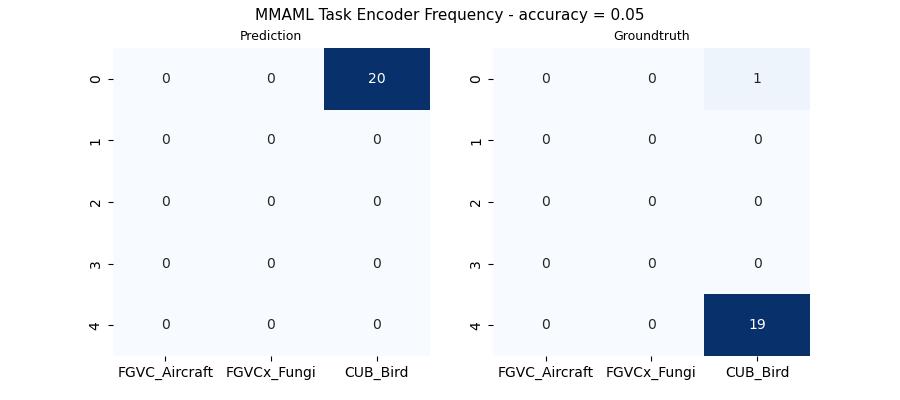 MMAML Task Encoder Frequency - accuracy = 0.05
Prediction
0 0 0 20
1 0 0 0
2 0 0 0
3 0 0 0
4 0 0 0
FGVC_Aircraft FGVCx_Fungi CUB_Bird
Groundtruth
0 0 0 1
1 0 0 0
2 0 0 0
3 0 0 0
4 0 0 19
FGVC_Aircraft FGVCx_Fungi CUB_Bird